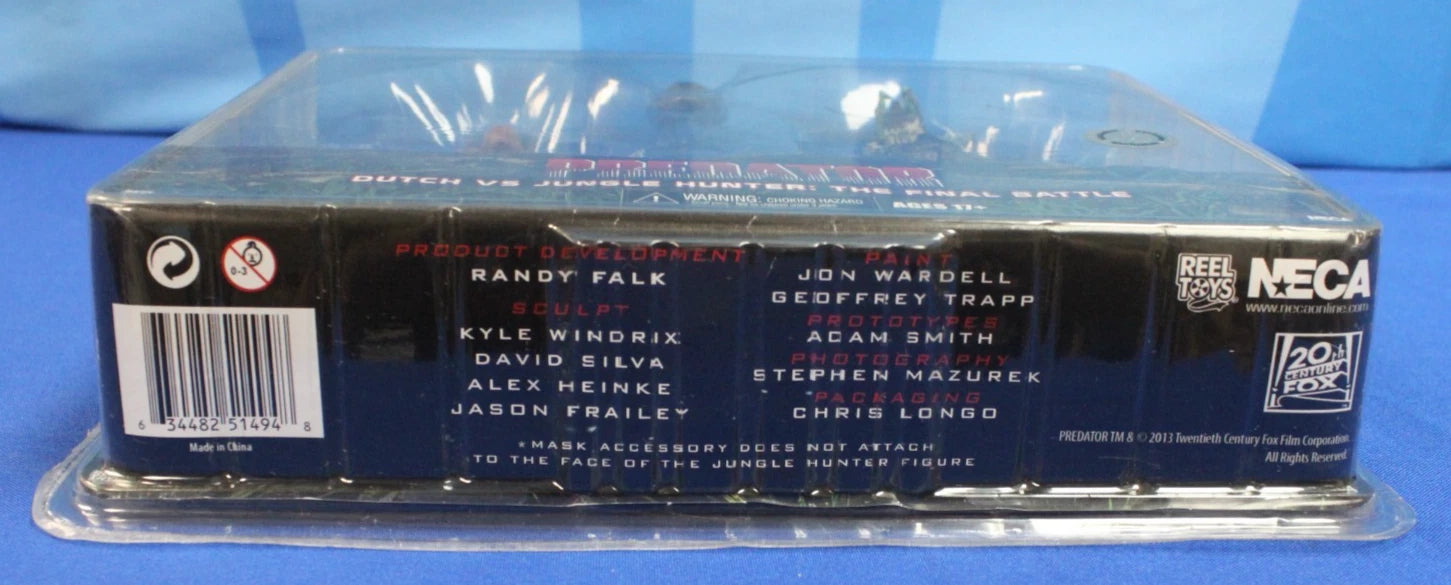 PREDATOR
DUTCH VS JUNGLE HUNTER: THE FINAL BATTLE
WARNING: CHOKING HAZARD
AGES 17+
0-3
PRODUCT DEVELOPMENT
RANDY FALK
SCULPT
KYLE WINDRIX
DAVID SILVA
ALEX HEINKE
JASON FRAILEY
PAINT
JON WARDELL
GEOFFREY TRAPP
PROTOTYPES
ADAM SMITH
PHOTOGRAPHY
STEPHEN MAZUREK
PACKAGING
CHRIS LONGO
*MASK ACCESSORY DOES NOT ATTACH
TO THE FACE OF THE JUNGLE HUNTER FIGURE
6 34482 51494 8
Made in China
REEL
TOYS
NECA
www.necaonline.com
20th
CENTURY
FOX
PREDATOR TM & © 2013 Twentieth Century Fox Film Corporation.
All Rights Reserved.